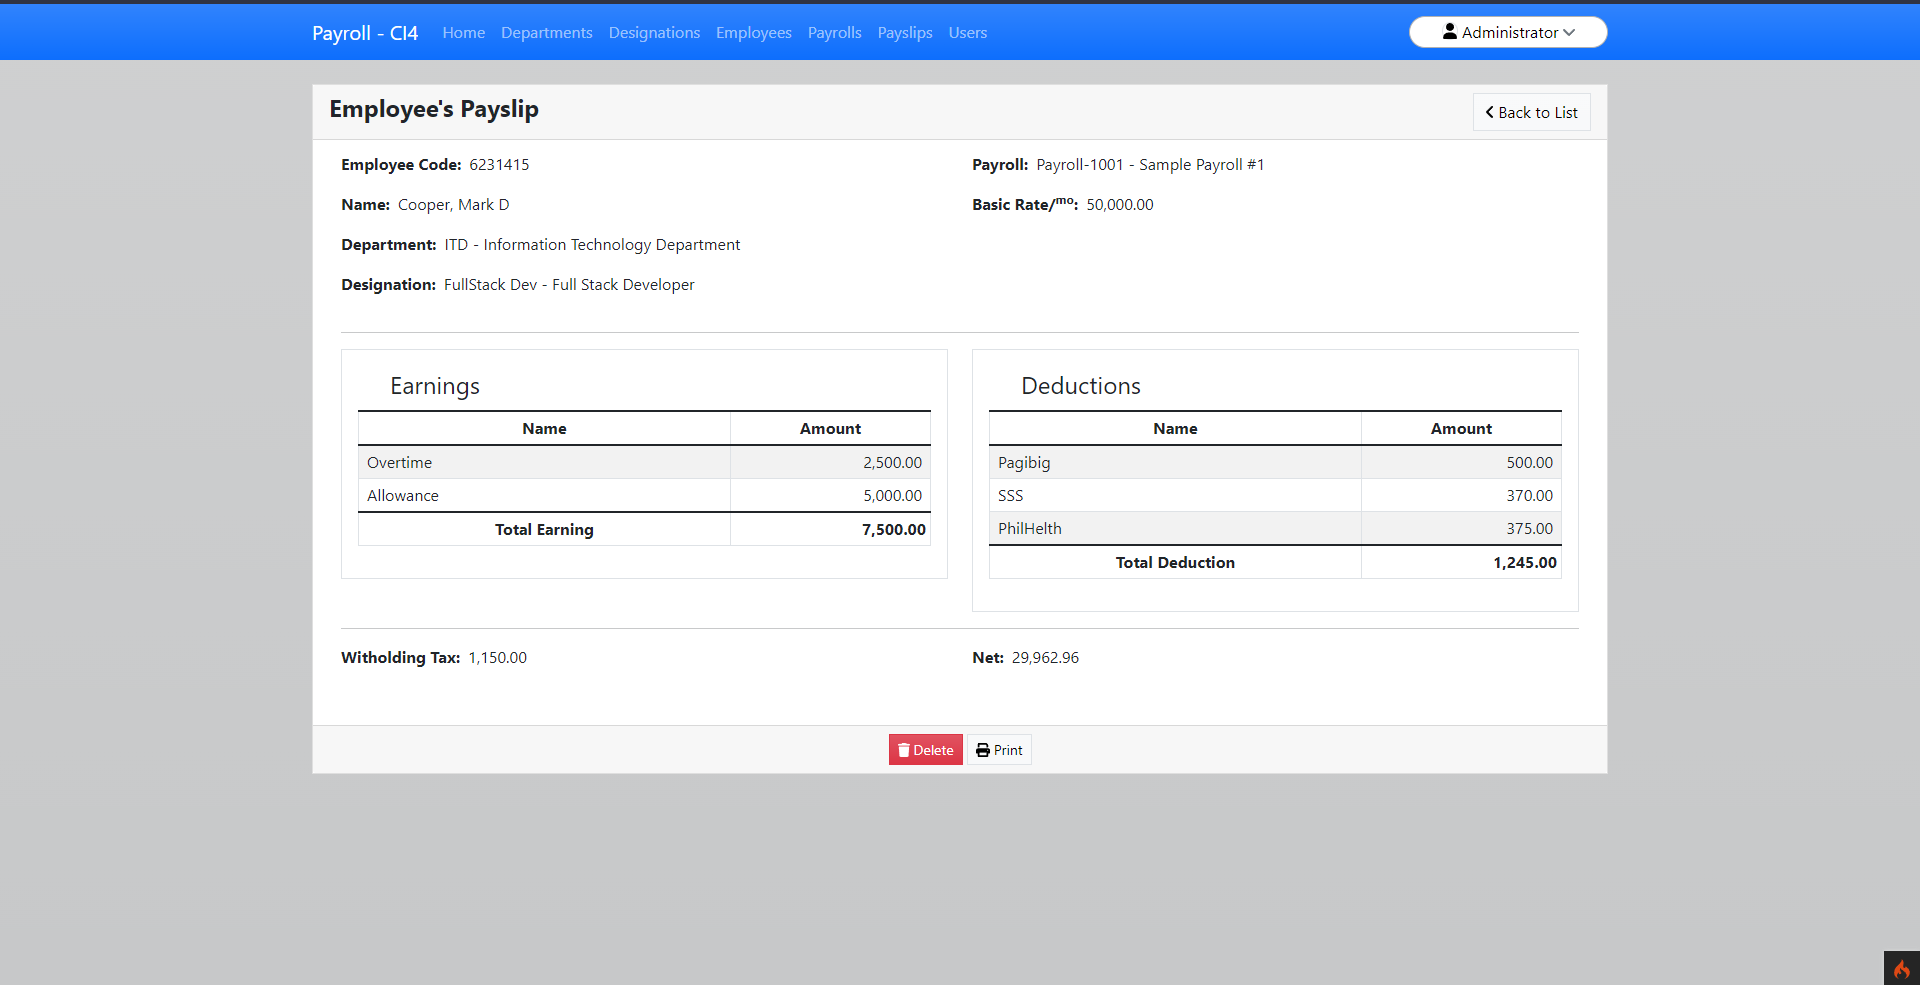 Payroll - CI4 Home Departments Designations Employees Payrolls Payslips Users Administrator
Employee's Payslip
Back to List
Employee Code: 6231415
Payroll: Payroll-1001 - Sample Payroll #1
Name: Cooper, Mark D
Basic Rate/mo: 50,000.00
Department: ITD - Information Technology Department
Designation: FullStack Dev - Full Stack Developer
Earnings
Name Amount
Overtime 2,500.00
Allowance 5,000.00
Total Earning 7,500.00
Deductions
Name Amount
Pagibig 500.00
SSS 370.00
PhilHelth 375.00
Total Deduction 1,245.00
Witholding Tax: 1,150.00
Net: 29,962.96
Delete Print